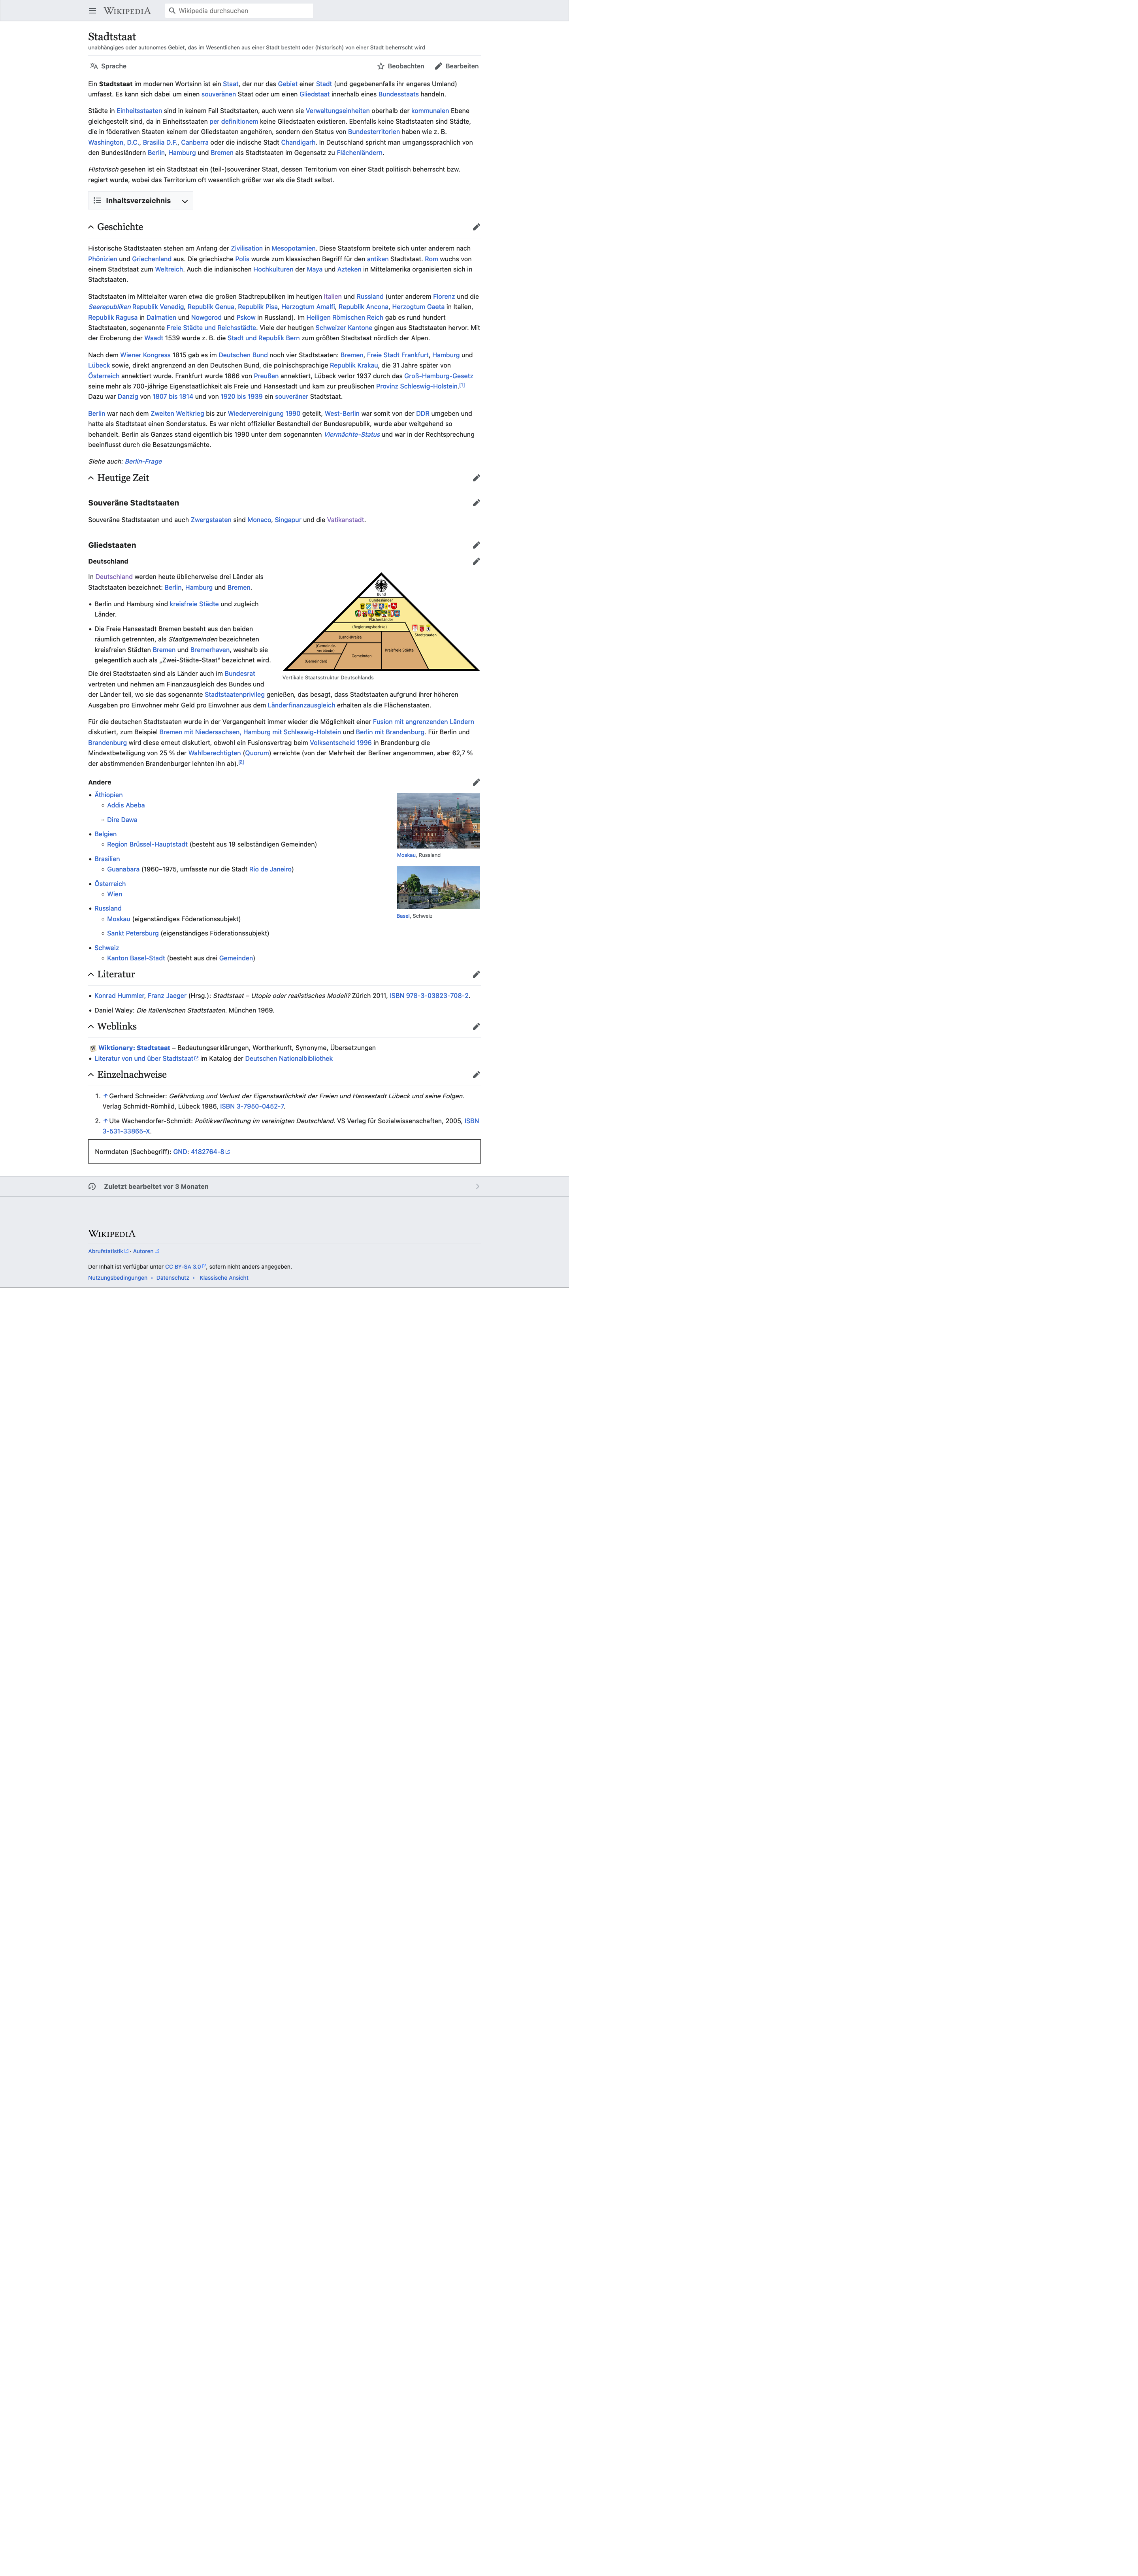 WIKIPEDIA
Wikipedia durchsuchen
Stadtstaat
unabhängiges oder autonomes Gebiet, das im Wesentlichen aus einer Stadt besteht oder (historisch) von einer Stadt beherrscht wird
Sprache
Beobachten
Bearbeiten
Ein Stadtstaat im modernen Wortsinn ist ein Staat, der nur das Gebiet einer Stadt (und gegebenenfalls ihr engeres Umland)
umfasst. Es kann sich dabei um einen souveränen Staat oder um einen Gliedstaat innerhalb eines Bundesstaats handeln.
Städte in Einheitsstaaten sind in keinem Fall Stadtstaaten, auch wenn sie Verwaltungseinheiten oberhalb der kommunalen Ebene
gleichgestellt sind, da in Einheitsstaaten per definitionem keine Gliedstaaten existieren. Ebenfalls keine Stadtstaaten sind Städte,
die in föderativen Staaten keinem der Gliedstaaten angehören, sondern den Status von Bundesterritorien haben wie z. B.
Washington, D.C., Brasília D.F., Canberra oder die indische Stadt Chandigarh. In Deutschland spricht man umgangssprachlich von
den Bundesländern Berlin, Hamburg und Bremen als Stadtstaaten im Gegensatz zu Flächenländern.
Historisch gesehen ist ein Stadtstaat ein (teil-)souveräner Staat, dessen Territorium von einer Stadt politisch beherrscht bzw.
regiert wurde, wobei das Territorium oft wesentlich größer war als die Stadt selbst.
Inhaltsverzeichnis
Geschichte
Historische Stadtstaaten stehen am Anfang der Zivilisation in Mesopotamien. Diese Staatsform breitete sich unter anderem nach
Phönizien und Griechenland aus. Die griechische Polis wurde zum klassischen Begriff für den antiken Stadtstaat. Rom wuchs von
einem Stadtstaat zum Weltreich. Auch die indianischen Hochkulturen der Maya und Azteken in Mittelamerika organisierten sich in
Stadtstaaten.
Stadtstaaten im Mittelalter waren etwa die großen Stadtrepubliken im heutigen Italien und Russland (unter anderem Florenz und die
Seerepubliken Republik Venedig, Republik Genua, Republik Pisa, Herzogtum Amalfi, Republik Ancona, Herzogtum Gaeta in Italien,
Republik Ragusa in Dalmatien und Nowgorod und Pskow in Russland). Im Heiligen Römischen Reich gab es rund hundert
Stadtstaaten, sogenannte Freie Städte und Reichsstädte. Viele der heutigen Schweizer Kantone gingen aus Stadtstaaten hervor. Mit
der Eroberung der Waadt 1539 wurde z. B. die Stadt und Republik Bern zum größten Stadtstaat nördlich der Alpen.
Nach dem Wiener Kongress 1815 gab es im Deutschen Bund noch vier Stadtstaaten: Bremen, Freie Stadt Frankfurt, Hamburg und
Lübeck sowie, direkt angrenzend an den Deutschen Bund, die polnischsprachige Republik Krakau, die 31 Jahre später von
Österreich annektiert wurde. Frankfurt wurde 1866 von Preußen annektiert, Lübeck verlor 1937 durch das Groß-Hamburg-Gesetz
seine mehr als 700-jährige Eigenstaatlichkeit als Freie und Hansestadt und kam zur preußischen Provinz Schleswig-Holstein.[1]
Dazu war Danzig von 1807 bis 1814 und von 1920 bis 1939 ein souveräner Stadtstaat.
Berlin war nach dem Zweiten Weltkrieg bis zur Wiedervereinigung 1990 geteilt, West-Berlin war somit von der DDR umgeben und
hatte als Stadtstaat einen Sonderstatus. Es war nicht offizieller Bestandteil der Bundesrepublik, wurde aber weitgehend so
behandelt. Berlin als Ganzes stand eigentlich bis 1990 unter dem sogenannten Viermächte-Status und war in der Rechtsprechung
beeinflusst durch die Besatzungsmächte.
Siehe auch: Berlin-Frage
Heutige Zeit
Souveräne Stadtstaaten
Souveräne Stadtstaaten und auch Zwergstaaten sind Monaco, Singapur und die Vatikanstadt.
Gliedstaaten
Deutschland
In Deutschland werden heute üblicherweise drei Länder als
Stadtstaaten bezeichnet: Berlin, Hamburg und Bremen.
• Berlin und Hamburg sind kreisfreie Städte und zugleich
Länder.
• Die Freie Hansestadt Bremen besteht aus den beiden
räumlich getrennten, als Stadtgemeinden bezeichneten
kreisfreien Städten Bremen und Bremerhaven, weshalb sie
gelegentlich auch als „Zwei-Städte-Staat“ bezeichnet wird.
Bund
Bundesländer
Flächenländer
(Regierungsbezirke)
Stadtstaaten
(Land-)Kreise
(Gemeinde-
verbände)
Kreisfreie Städte
Gemeinden
(Gemeinden)
Vertikale Staatsstruktur Deutschlands
Die drei Stadtstaaten sind als Länder auch im Bundesrat
vertreten und nehmen am Finanzausgleich des Bundes und
der Länder teil, wo sie das sogenannte Stadtstaatenprivileg genießen, das besagt, dass Stadtstaaten aufgrund ihrer höheren
Ausgaben pro Einwohner mehr Geld pro Einwohner aus dem Länderfinanzausgleich erhalten als die Flächenstaaten.
Für die deutschen Stadtstaaten wurde in der Vergangenheit immer wieder die Möglichkeit einer Fusion mit angrenzenden Ländern
diskutiert, zum Beispiel Bremen mit Niedersachsen, Hamburg mit Schleswig-Holstein und Berlin mit Brandenburg. Für Berlin und
Brandenburg wird diese erneut diskutiert, obwohl ein Fusionsvertrag beim Volksentscheid 1996 in Brandenburg die
Mindestbeteiligung von 25 % der Wahlberechtigten (Quorum) erreichte (von der Mehrheit der Berliner angenommen, aber 62,7 %
der abstimmenden Brandenburger lehnten ihn ab).[2]
Andere
• Äthiopien
Addis Abeba
Dire Dawa
• Belgien
Region Brüssel-Hauptstadt (besteht aus 19 selbständigen Gemeinden)
• Brasilien
Guanabara (1960–1975, umfasste nur die Stadt Rio de Janeiro)
• Österreich
Wien
• Russland
Moskau (eigenständiges Föderationssubjekt)
Sankt Petersburg (eigenständiges Föderationssubjekt)
• Schweiz
Kanton Basel-Stadt (besteht aus drei Gemeinden)
Moskau, Russland
Basel, Schweiz
Literatur
• Konrad Hummler, Franz Jaeger (Hrsg.): Stadtstaat – Utopie oder realistisches Modell? Zürich 2011, ISBN 978-3-03823-708-2.
• Daniel Waley: Die italienischen Stadtstaaten. München 1969.
Weblinks
Wiktionary: Stadtstaat – Bedeutungserklärungen, Wortherkunft, Synonyme, Übersetzungen
• Literatur von und über Stadtstaat im Katalog der Deutschen Nationalbibliothek
Einzelnachweise
1. ↑ Gerhard Schneider: Gefährdung und Verlust der Eigenstaatlichkeit der Freien und Hansestadt Lübeck und seine Folgen.
Verlag Schmidt-Römhild, Lübeck 1986, ISBN 3-7950-0452-7.
2. ↑ Ute Wachendorfer-Schmidt: Politikverflechtung im vereinigten Deutschland. VS Verlag für Sozialwissenschaften, 2005, ISBN
3-531-33865-X.
Normdaten (Sachbegriff): GND: 4182764-8
Zuletzt bearbeitet vor 3 Monaten
WIKIPEDIA
Abrufstatistik · Autoren
Der Inhalt ist verfügbar unter CC BY-SA 3.0, sofern nicht anders angegeben.
Nutzungsbedingungen • Datenschutz • Klassische Ansicht